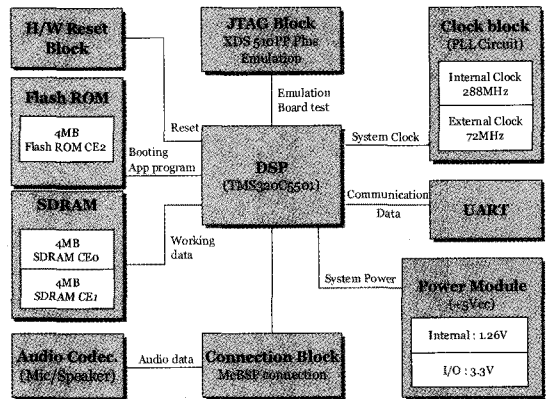 H/W Reset
Block
JTAG Block
XDS 510PP Plus
Emulation
Clock block
(PLL Circuit)
Internal Clock
288MHz
External Clock
72MHz
Flash ROM
4MB
Flash ROM CE2
Emulation
Board test
Reset
System Clock
Booting
App program
DSP
(TMS320C5501)
SDRAM
4MB
SDRAM CE0
4MB
SDRAM CE1
Working
data
Communication
Data
UART
System Power
Power Module
(+5Vcc)
Internal : 1.26V
I/O : 3.3V
Audio Codec.
(Mic/Speaker)
Audio data
Connection Block
McBSP connection